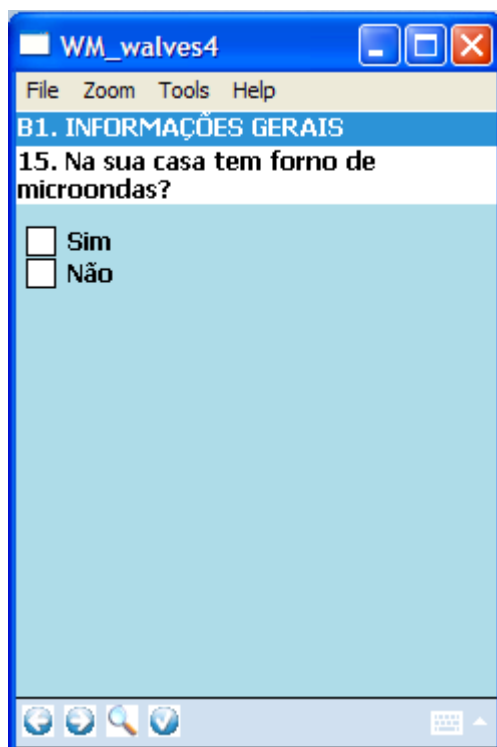 WM_walves4
File Zoom Tools Help
B1. INFORMAÇÕES GERAIS
15. Na sua casa tem forno de
microondas?
Sim
Não